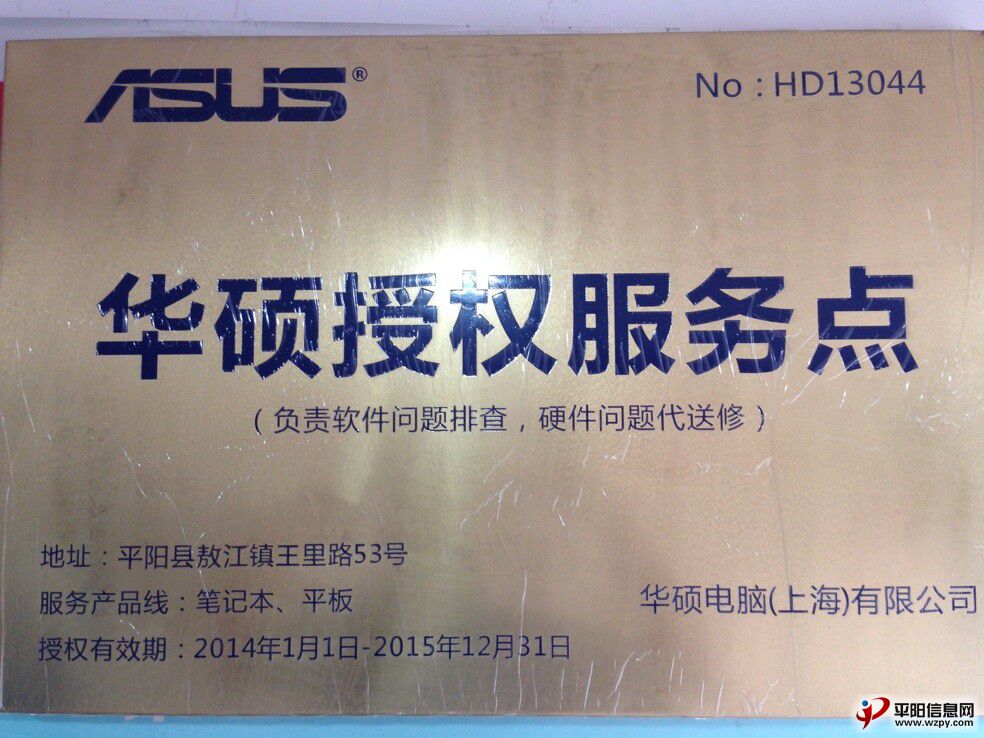 ASUS®
No：HD13044
华硕授权服务点
（负责软件问题排查，硬件问题代送修）
地址：平阳县敖江镇王里路53号
服务产品线：笔记本、平板
华硕电脑(上海)有限公司
授权有效期：2014年1月1日-2015年12月31日
平阳信息网
www.wzpy.com